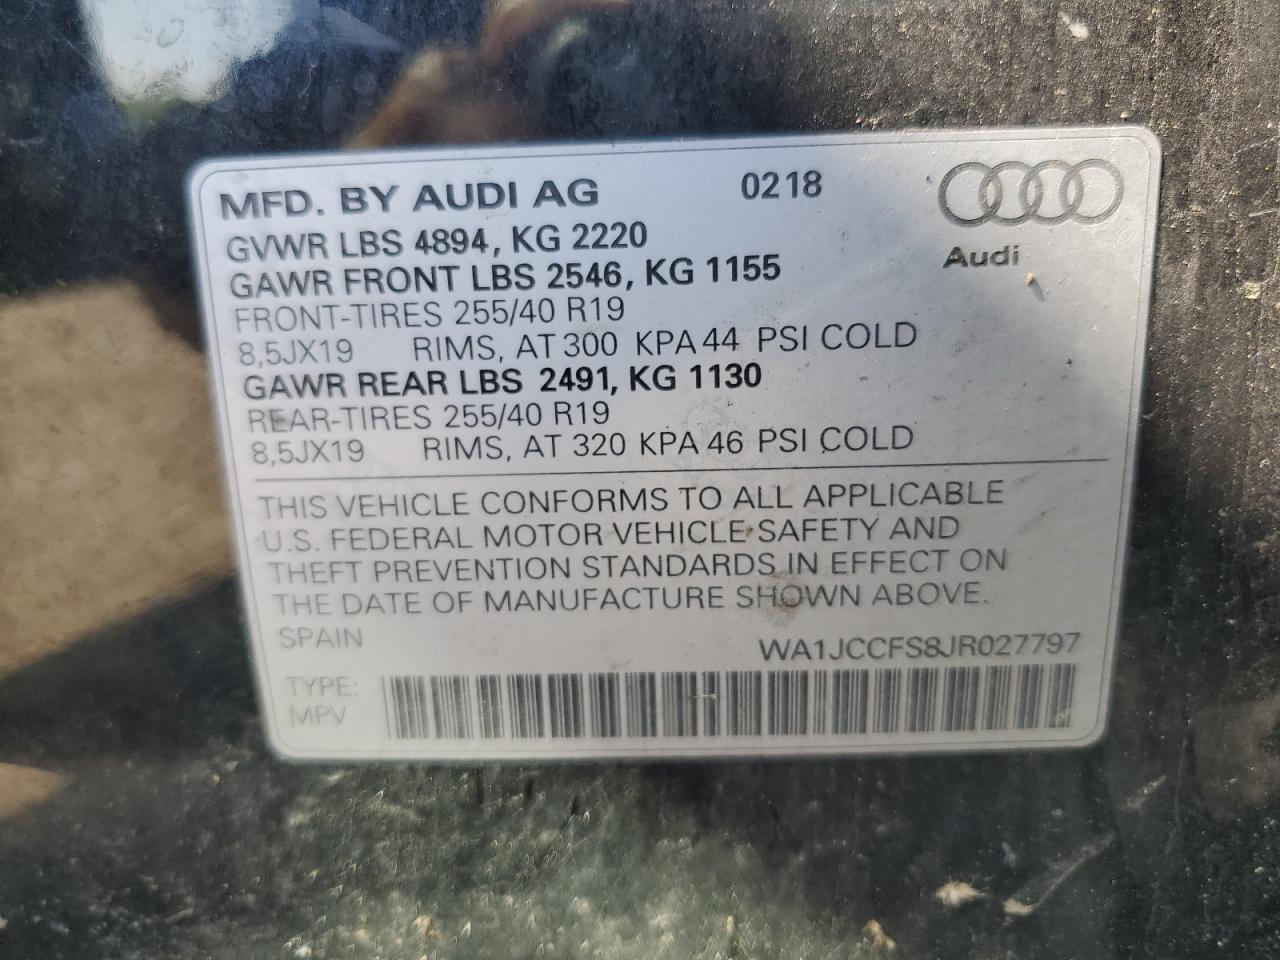 MFD. BY AUDI AG 0218
Audi
GVWR LBS 4894, KG 2220
GAWR FRONT LBS 2546, KG 1155
FRONT-TIRES 255/40 R19
8,5JX19 RIMS, AT 300 KPA 44 PSI COLD
GAWR REAR LBS 2491, KG 1130
REAR-TIRES 255/40 R19
8,5JX19 RIMS, AT 320 KPA 46 PSI COLD
THIS VEHICLE CONFORMS TO ALL APPLICABLE
U.S. FEDERAL MOTOR VEHICLE SAFETY AND
THEFT PREVENTION STANDARDS IN EFFECT ON
THE DATE OF MANUFACTURE SHOWN ABOVE.
SPAIN WA1JCCFS8JR027797
TYPE:
MPV